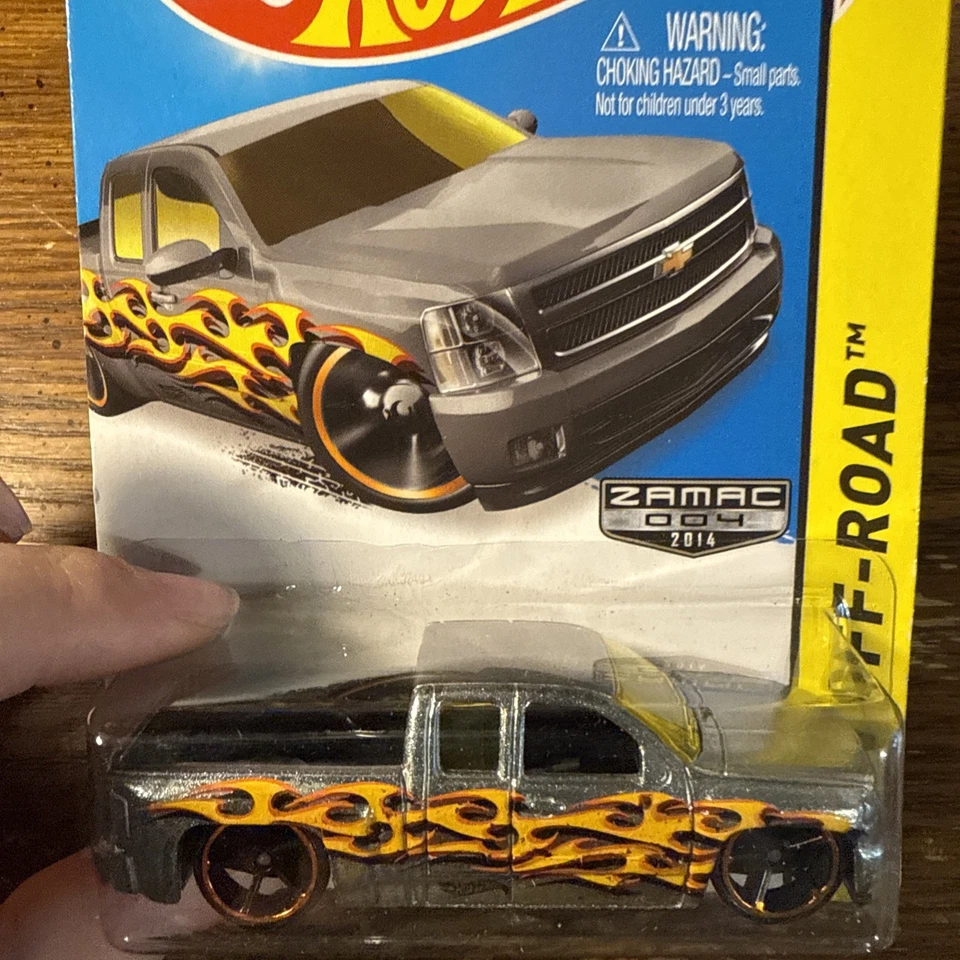 WARNING:
CHOKING HAZARD – Small parts.
Not for children under 3 years.
ZAMAC
004
2014
FF-ROAD™